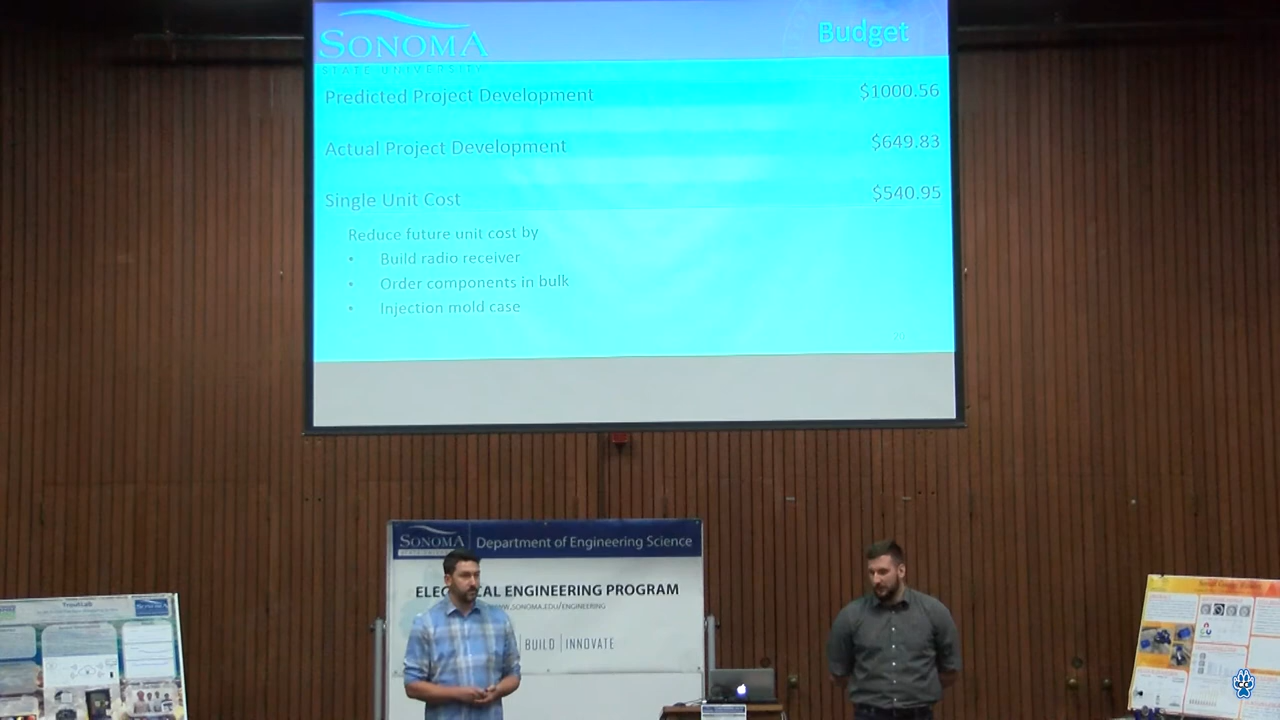 SONOMA
STATE UNIVERSITY
Budget
Predicted Project Development $1000.56
Actual Project Development $649.83
Single Unit Cost $540.95
Reduce future unit cost by
• Build radio receiver
• Order components in bulk
• Injection mold case
20
SONOMA
Department of Engineering Science
ELECTRICAL ENGINEERING PROGRAM
WWW.SONOMA.EDU/ENGINEERING
| BUILD | INNOVATE
TroutLab